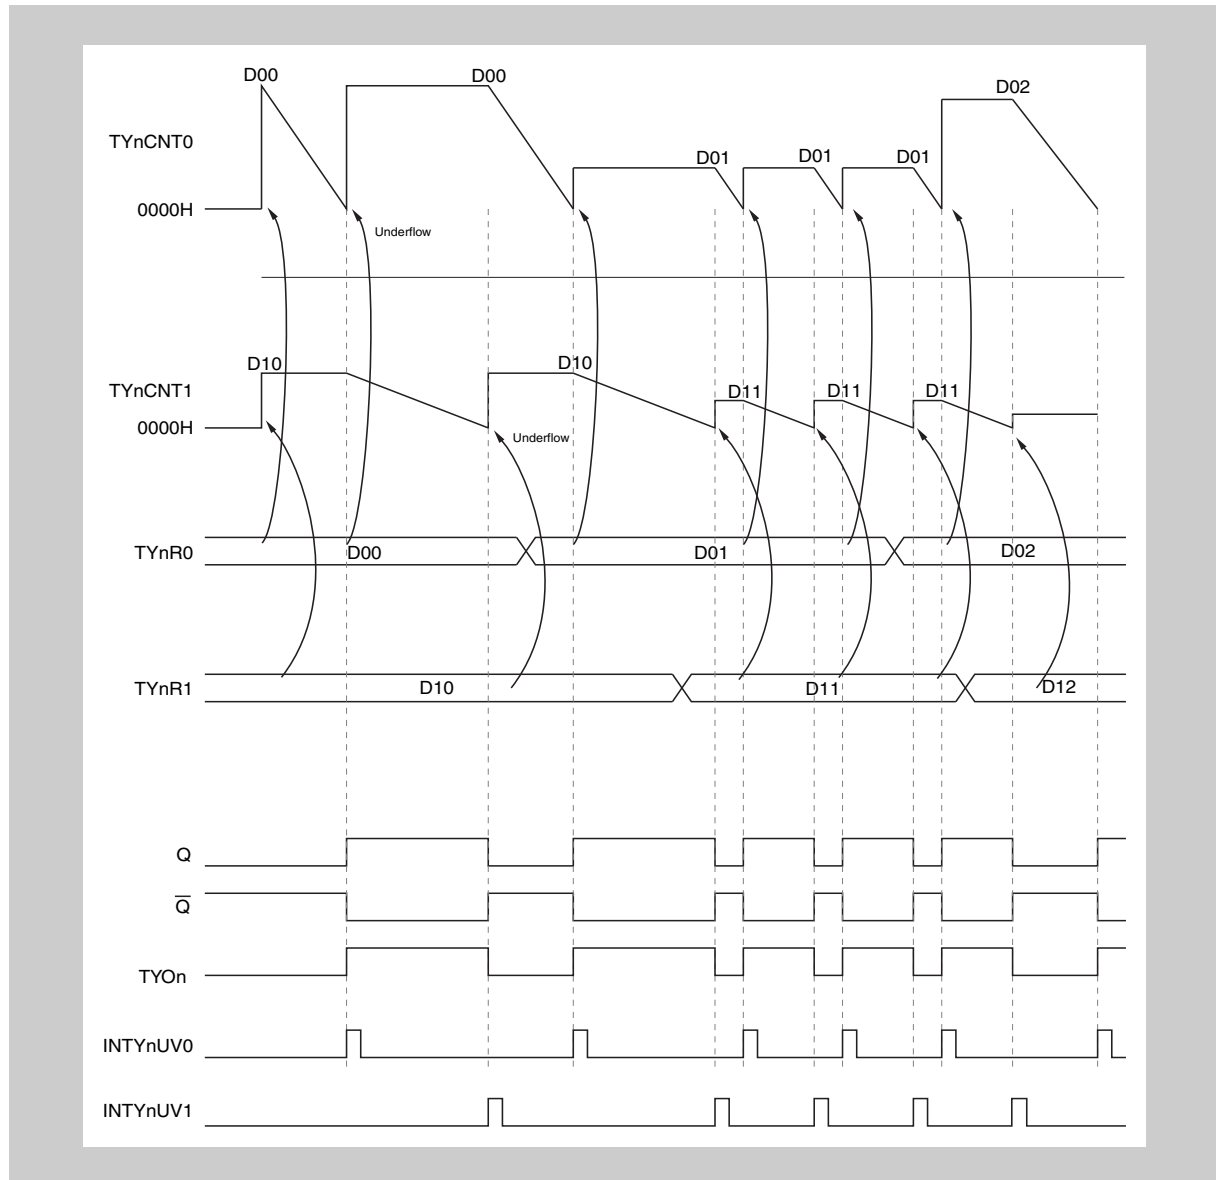 D00
D00
D02
TYnCNT0
D01
D01
D01
0000H
Underflow
D10
D10
TYnCNT1
D11
D11
D11
0000H
Underflow
TYnR0
D00
D01
D02
TYnR1
D10
D11
D12
Q
Q̅
TYOn
INTYnUV0
INTYnUV1